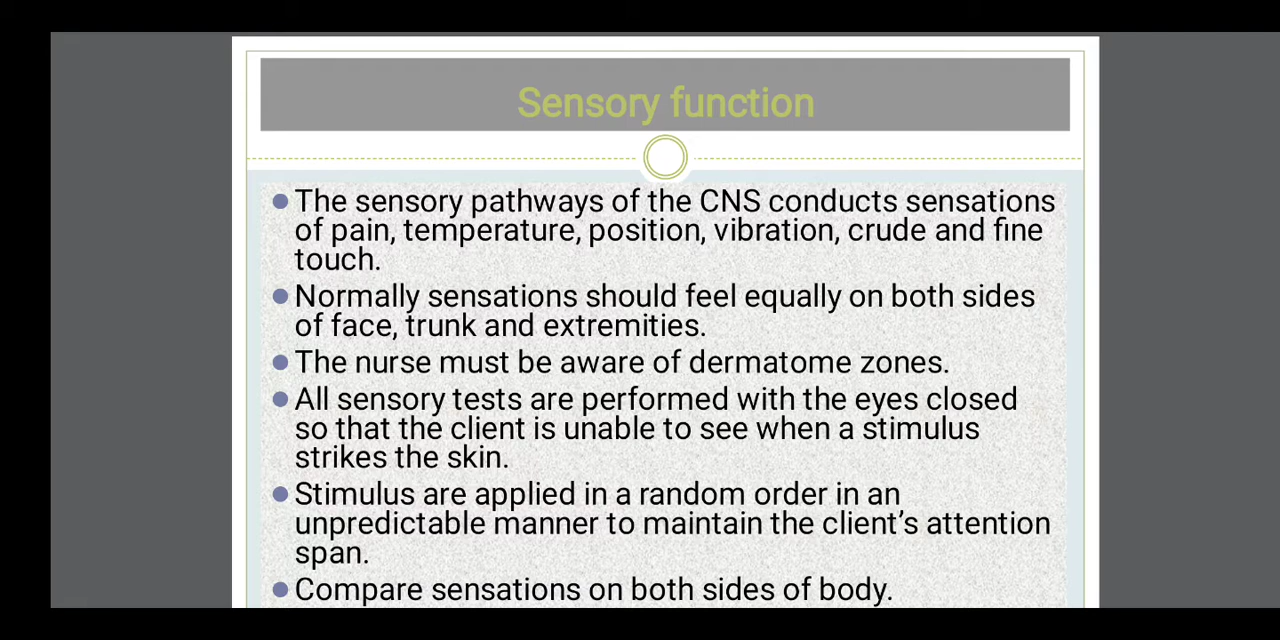 Sensory function
•The sensory pathways of the CNS conducts sensations
of pain, temperature, position, vibration, crude and fine
touch.
•Normally sensations should feel equally on both sides
of face, trunk and extremities.
•The nurse must be aware of dermatome zones.
•All sensory tests are performed with the eyes closed
so that the client is unable to see when a stimulus
strikes the skin.
•Stimulus are applied in a random order in an
unpredictable manner to maintain the client’s attention
span.
•Compare sensations on both sides of body.